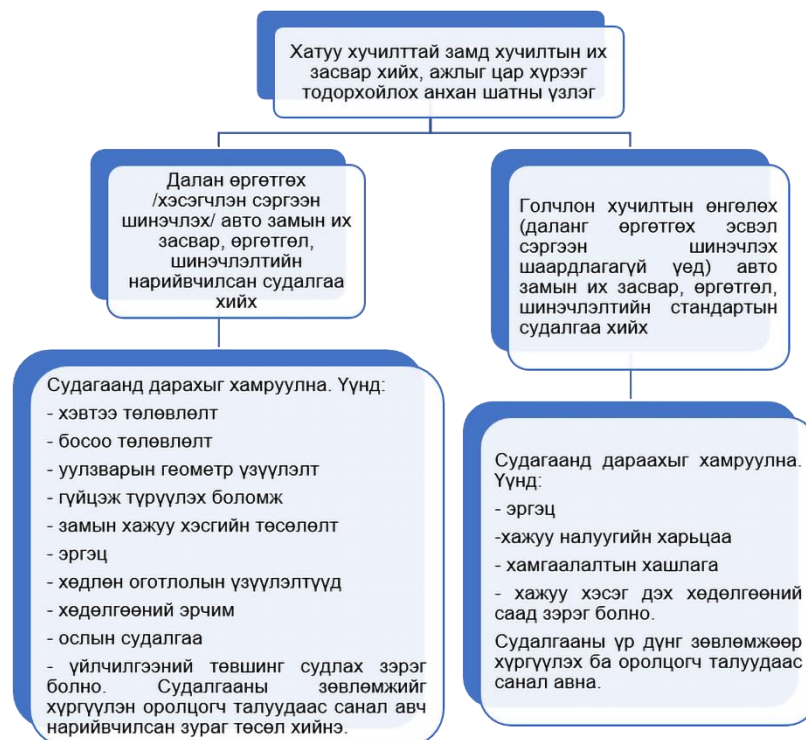 Хатуу хучилттай замд хучилтын их
засвар хийх, ажлыг цар хүрээг
тодорхойлох анхан шатны үзлэг
Далан өргөтгөх
/хэсэгчлэн сэргээн
шинэчлэх/ авто замын их
засвар, өргөтгөл,
шинэчлэлтийн
нарийвчилсан судалгаа
хийх
Голчлон хучилтын өнгөлөх
(даланг өргөтгөх эсвэл
сэргээн шинэчлэх
шаардлагагүй үед) авто
замын их засвар, өргөтгөл,
шинэчлэлтийн стандартын
судалгаа хийх
Судагаанд дарахыг хамруулна. Үүнд:
- хэвтээ төлөвлөлт
- босоо төлөвлөлт
- уулзварын геометр үзүүлэлт
- гүйцэж түрүүлэх боломж
- замын хажуу хэсгийн төсөлөлт
- эргэц
- хөдлөн оготлолын үзүүлэлтүүд
- хөдөлгөөний эрчим
- ослын судалгаа
- үйлчилгээний төвшинг судлах зэрэг
болно. Судалгааны зөвлөмжийг
хүргүүлэн оролцогч талуудаас санал авч
нарийвчилсан зураг төсөл хийнэ.
Судагаанд дараахыг хамруулна.
Үүнд:
- эргэц
-хажуу налуугийн харьцаа
- хамгаалалтын хашлага
- хажуу хэсэг дэх хөдөлгөөний
саад зэрэг болно.
Судалгааны үр дүнг зөвлөмжөөр
хүргүүлэх ба оролцогч талуудаас
санал авна.